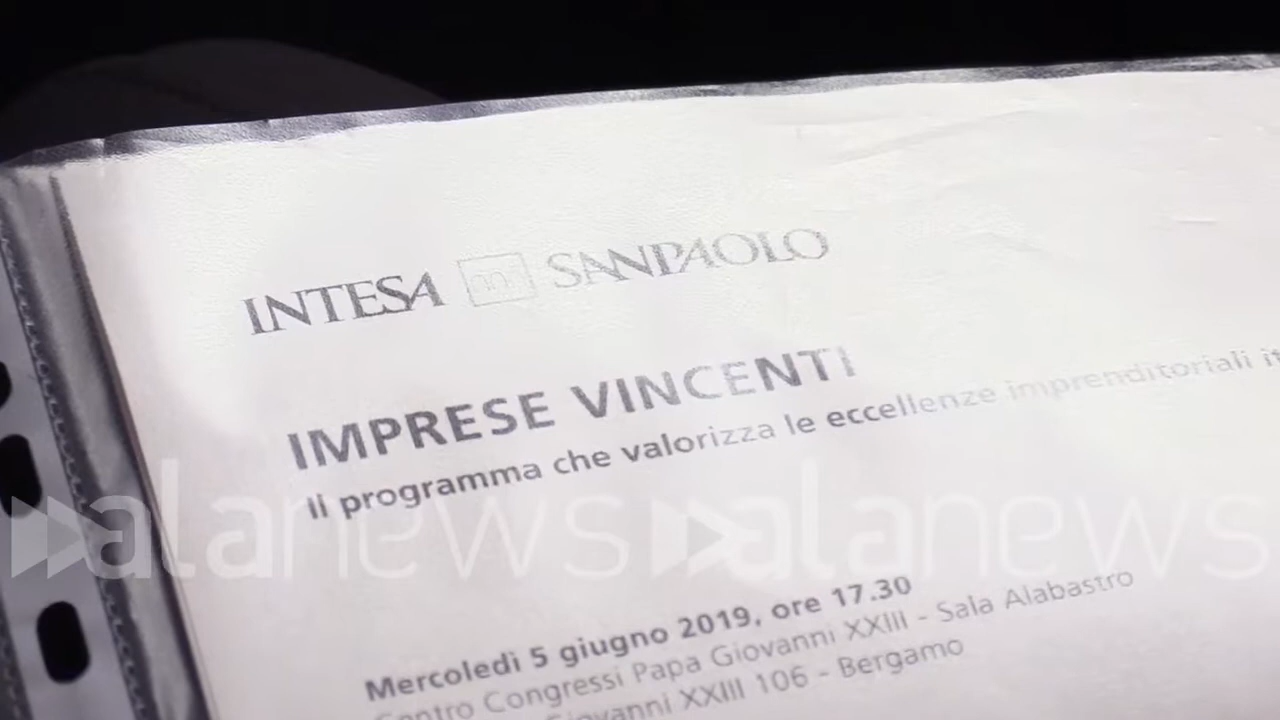 INTESA SANPAOLO
IMPRESE VINCENTI
Il programma che valorizza le eccellenze imprenditoriali
alanews alanews
Mercoledì 5 giugno 2019, ore 17.30
Centro Congressi Papa Giovanni XXIII - Sala Alabastro
Giovanni XXIII 106 - Bergamo